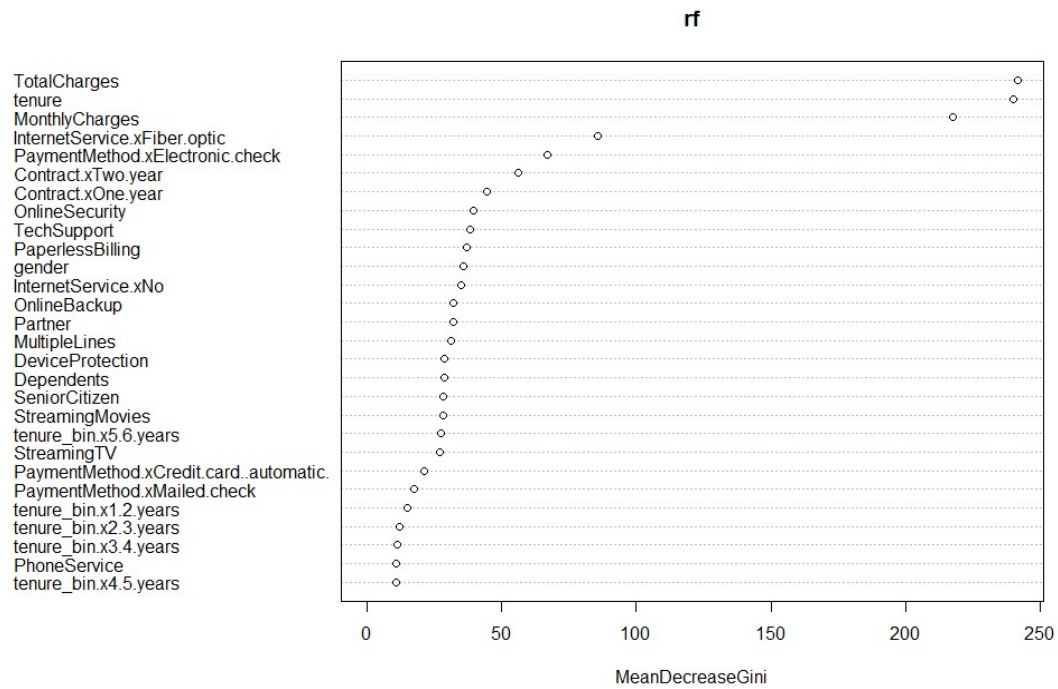 rf
TotalCharges
tenure
MonthlyCharges
InternetService.xFiber.optic
PaymentMethod.xElectronic.check
Contract.xTwo.year
Contract.xOne.year
OnlineSecurity
TechSupport
PaperlessBilling
gender
InternetService.xNo
OnlineBackup
Partner
MultipleLines
DeviceProtection
Dependents
SeniorCitizen
StreamingMovies
tenure_bin.x5.6.years
StreamingTV
PaymentMethod.xCredit.card..automatic.
PaymentMethod.xMailed.check
tenure_bin.x1.2.years
tenure_bin.x2.3.years
tenure_bin.x3.4.years
PhoneService
tenure_bin.x4.5.years
0 50 100 150 200 250
MeanDecreaseGini